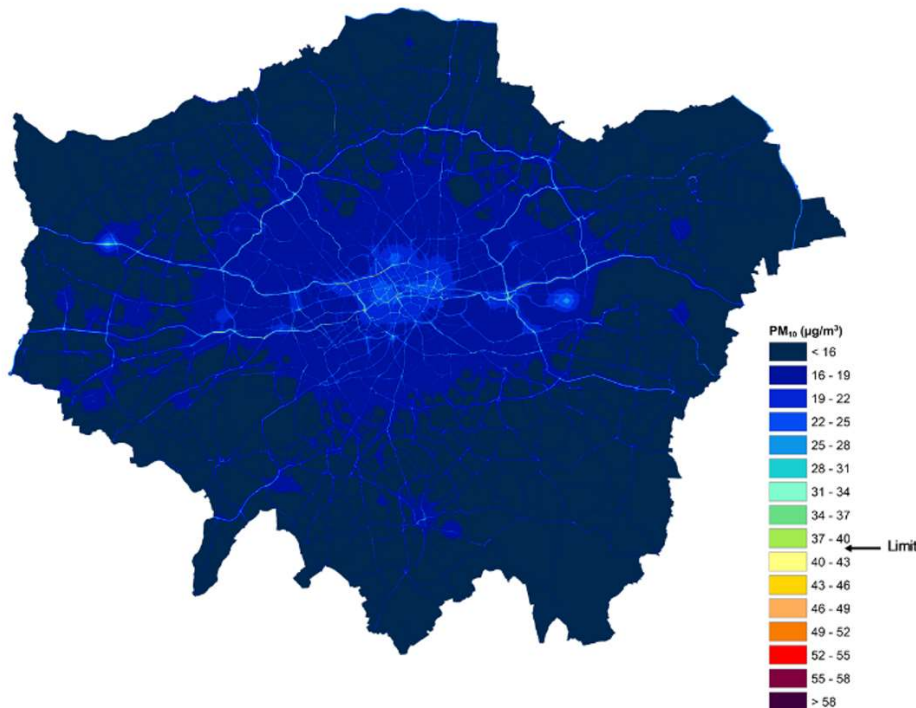 PM₁₀ (µg/m³)
< 16
16 - 19
19 - 22
22 - 25
25 - 28
28 - 31
31 - 34
34 - 37
37 - 40
Limit
40 - 43
43 - 46
46 - 49
49 - 52
52 - 55
55 - 58
> 58